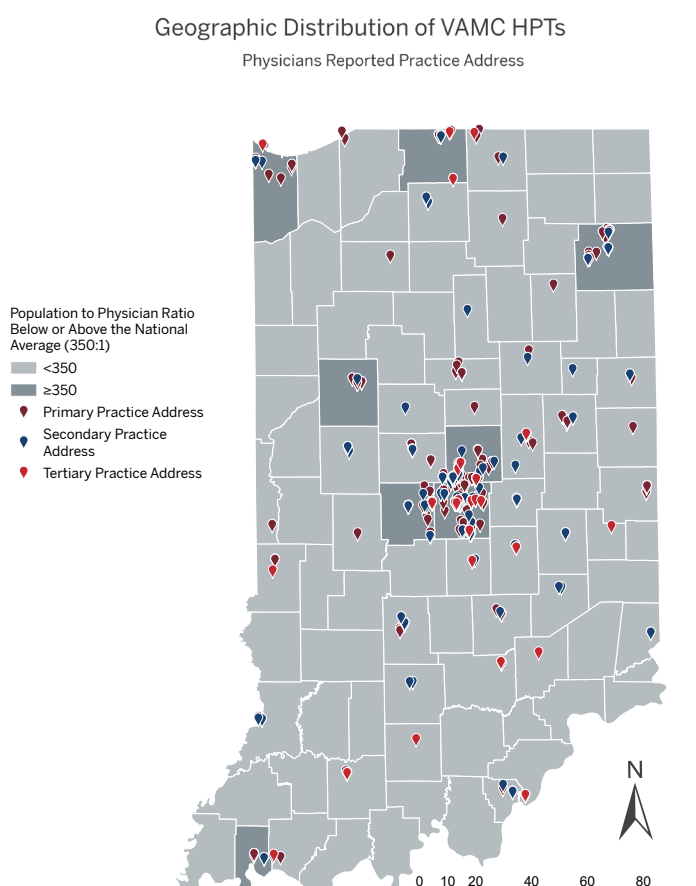 Geographic Distribution of VAMC HPTs
Physicians Reported Practice Address
Population to Physician Ratio
Below or Above the National
Average (350:1)
<350
≥350
Primary Practice Address
Secondary Practice
Address
Tertiary Practice Address
N
0 10 20 40 60 80